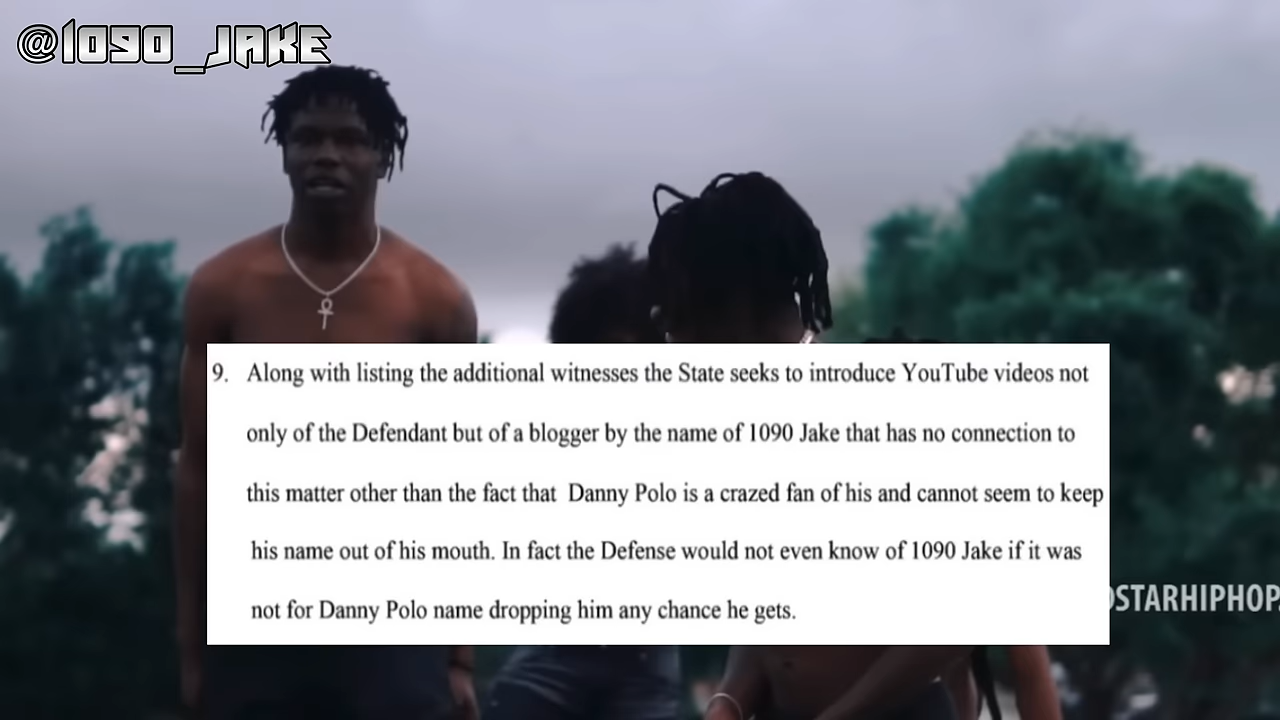 @1090_JAKE
9. Along with listing the additional witnesses the State seeks to introduce YouTube videos not
only of the Defendant but of a blogger by the name of 1090 Jake that has no connection to
this matter other than the fact that Danny Polo is a crazed fan of his and cannot seem to keep
his name out of his mouth. In fact the Defense would not even know of 1090 Jake if it was
not for Danny Polo name dropping him any chance he gets.
OSTARHIPHOP.